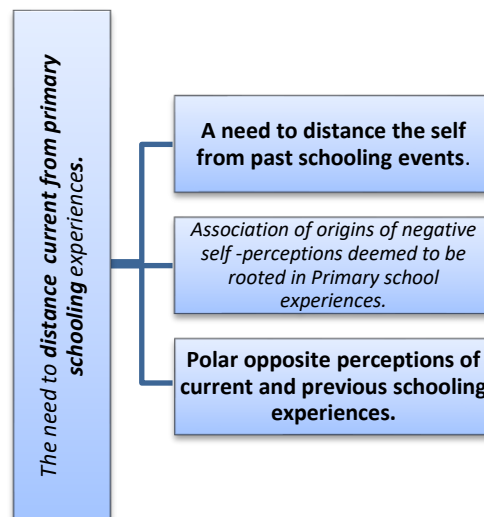 The need to distance current from primary
schooling experiences.
A need to distance the self
from past schooling events.
Association of origins of negative
self -perceptions deemed to be
rooted in Primary school
experiences.
Polar opposite perceptions of
current and previous schooling
experiences.